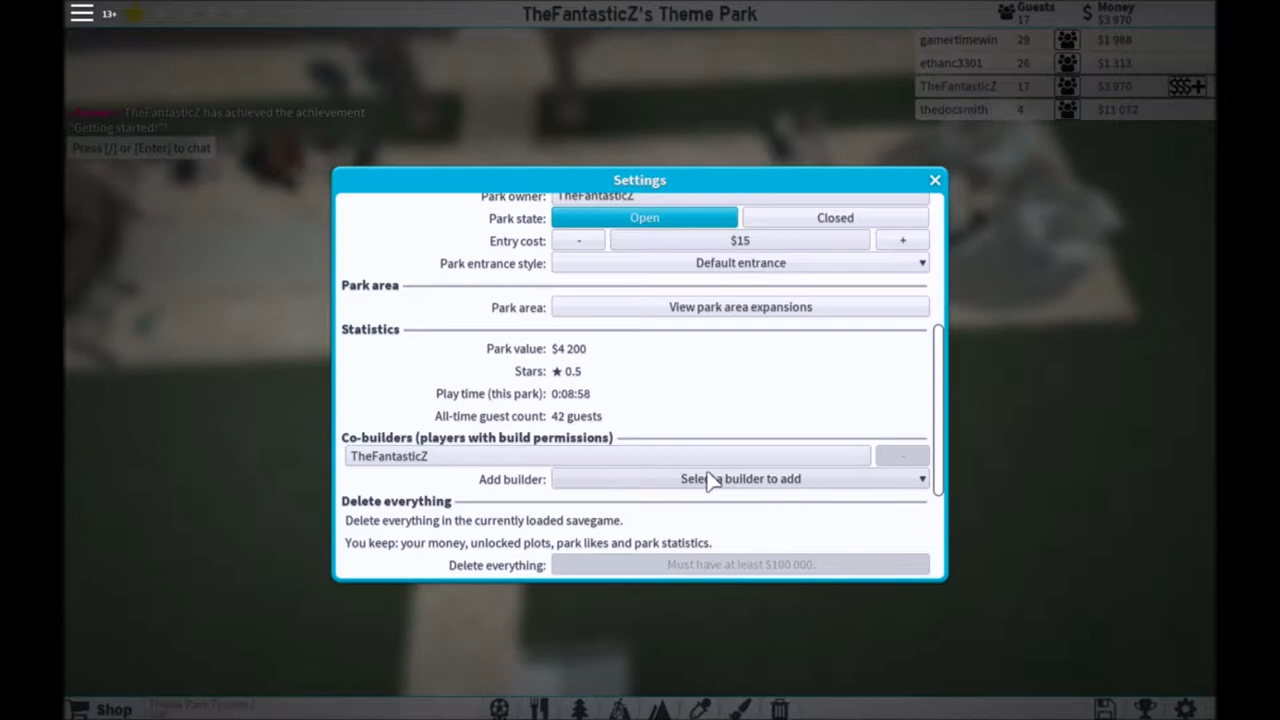 13+
TheFantasticZ's Theme Park
Guests
17
$ Money
$3 970
gamertimewin 29 $1 988
ethanc3301 26 $1 313
TheFantasticZ 17 $3 970 $$$+
thedocsmith 4 $11 072
TheFantasticZ has achieved the achievement
"Getting started!"!
Press [/] or [Enter] to chat
Settings
Park owner: TheFantasticZ
Park state: Open Closed
Entry cost: - $15 +
Park entrance style: Default entrance
Park area
Park area: View park area expansions
Statistics
Park value: $4 200
Stars: ★ 0.5
Play time (this park): 0:08:58
All-time guest count: 42 guests
Co-builders (players with build permissions)
TheFantasticZ -
Add builder: Select a builder to add
Delete everything
Delete everything in the currently loaded savegame.
You keep: your money, unlocked plots, park likes and park statistics.
Delete everything: Must have at least $100 000.
Shop
Theme Park Tycoon 2